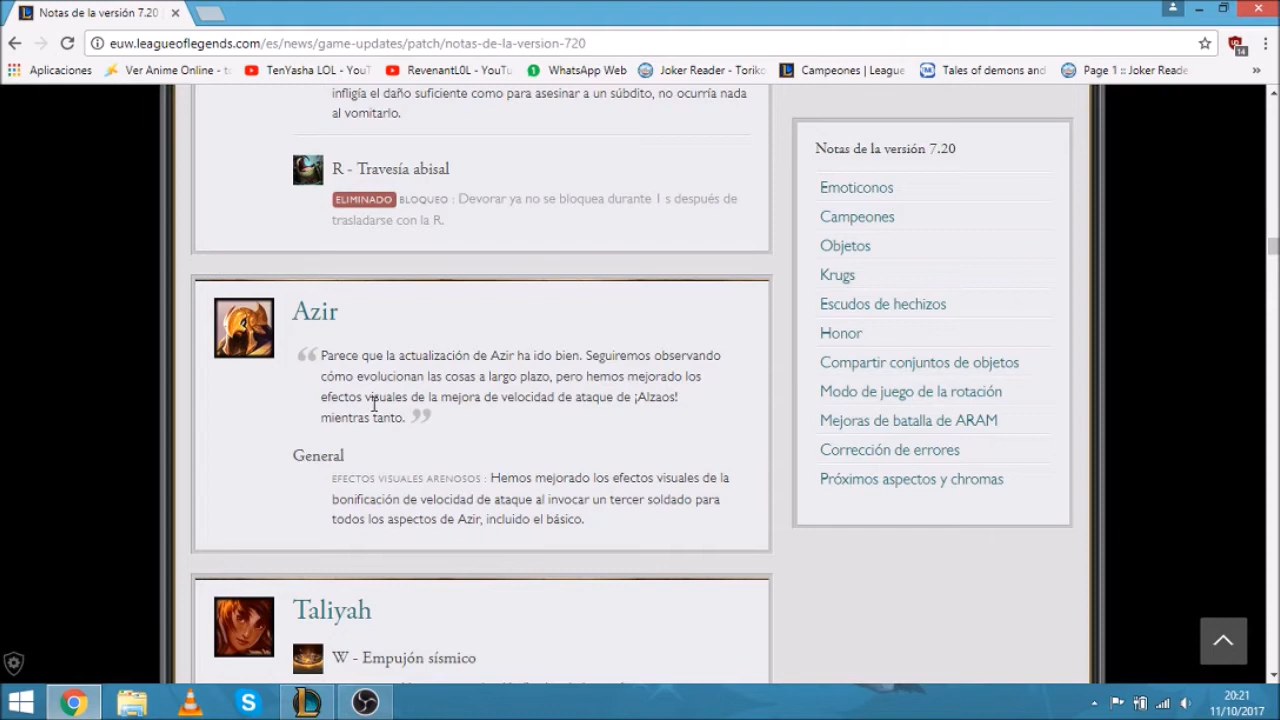 Notas de la versión 7.20
euw.leagueoflegends.com/es/news/game-updates/patch/notas-de-la-version-720
14
Aplicaciones
Ver Anime Online - to
TenYasha LOL - YouT
RevenantL0L - YouTu
WhatsApp Web
Joker Reader - Toriko
Campeones | League
Tales of demons and
Page 1 :: Joker Reade
»
infligía el daño suficiente como para asesinar a un súbdito, no ocurría nada
al vomitarlo.
R - Travesía abisal
ELIMINADO BLOQUEO : Devorar ya no se bloquea durante 1 s después de
trasladarse con la R.
Azir
“ Parece que la actualización de Azir ha ido bien. Seguiremos observando
cómo evolucionan las cosas a largo plazo, pero hemos mejorado los
efectos visuales de la mejora de velocidad de ataque de ¡Alzaos!
mientras tanto. ”
General
EFECTOS VISUALES ARENOSOS : Hemos mejorado los efectos visuales de la
bonificación de velocidad de ataque al invocar un tercer soldado para
todos los aspectos de Azir, incluido el básico.
Taliyah
W - Empujón sísmico
Notas de la versión 7.20
Emoticonos
Campeones
Objetos
Krugs
Escudos de hechizos
Honor
Compartir conjuntos de objetos
Modo de juego de la rotación
Mejoras de batalla de ARAM
Corrección de errores
Próximos aspectos y chromas
20:21
11/10/2017